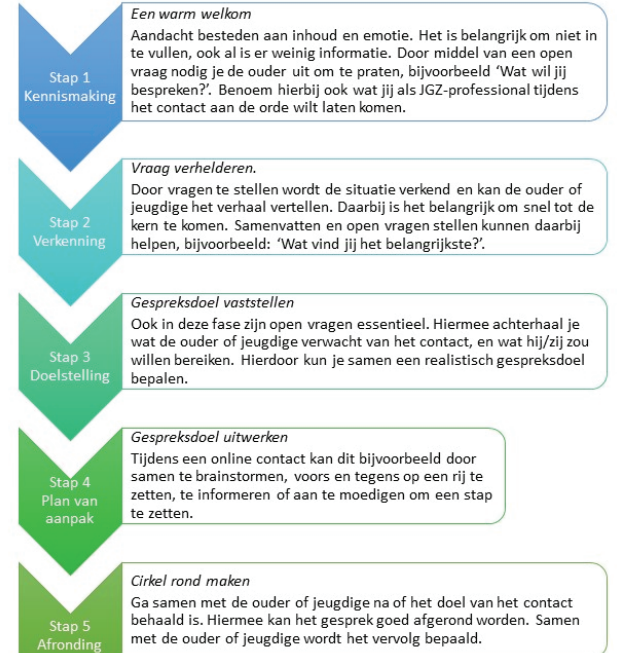 Een warm welkom
Aandacht besteden aan inhoud en emotie. Het is belangrijk om niet in
te vullen, ook al is er weinig informatie. Door middel van een open
vraag nodig je de ouder uit om te praten, bijvoorbeeld ‘Wat wil jij
bespreken?’. Benoem hierbij ook wat jij als JGZ-professional tijdens
het contact aan de orde wilt laten komen.
Stap 1
Kennismaking
Vraag verhelderen.
Door vragen te stellen wordt de situatie verkend en kan de ouder of
jeugdige het verhaal vertellen. Daarbij is het belangrijk om snel tot de
kern te komen. Samenvatten en open vragen stellen kunnen daarbij
helpen, bijvoorbeeld: ‘Wat vind jij het belangrijkste?’.
Stap 2
Verkenning
Gespreksdoel vaststellen
Ook in deze fase zijn open vragen essentieel. Hiermee achterhaal je
wat de ouder of jeugdige verwacht van het contact, en wat hij/zij zou
willen bereiken. Hierdoor kun je samen een realistisch gespreksdoel
bepalen.
Stap 3
Doelstelling
Gespreksdoel uitwerken
Tijdens een online contact kan dit bijvoorbeeld door
samen te brainstormen, voors en tegens op een rij te
zetten, te informeren of aan te moedigen om een stap
te zetten.
Stap 4
Plan van
aanpak
Cirkel rond maken
Ga samen met de ouder of jeugdige na of het doel van het contact
behaald is. Hiermee kan het gesprek goed afgerond worden. Samen
met de ouder of jeugdige wordt het vervolg bepaald.
Stap 5
Afronding